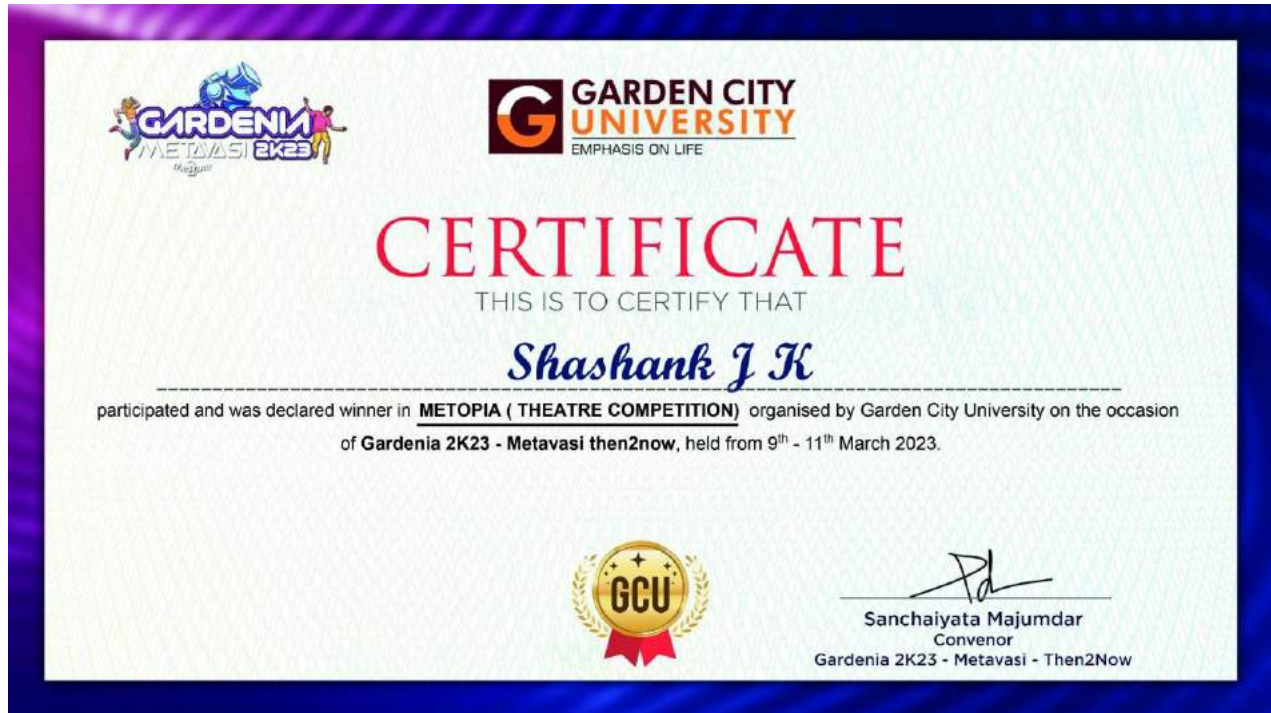 GARDENIA
METAVASI 2K23
GARDEN CITY
UNIVERSITY
EMPHASIS ON LIFE
CERTIFICATE
THIS IS TO CERTIFY THAT
Shashank J K
participated and was declared winner in METOPIA ( THEATRE COMPETITION) organised by Garden City University on the occasion
of Gardenia 2K23 - Metavasi then2now, held from 9th - 11th March 2023.
GCU
Sanchaiyata Majumdar
Convenor
Gardenia 2K23 - Metavasi - Then2Now